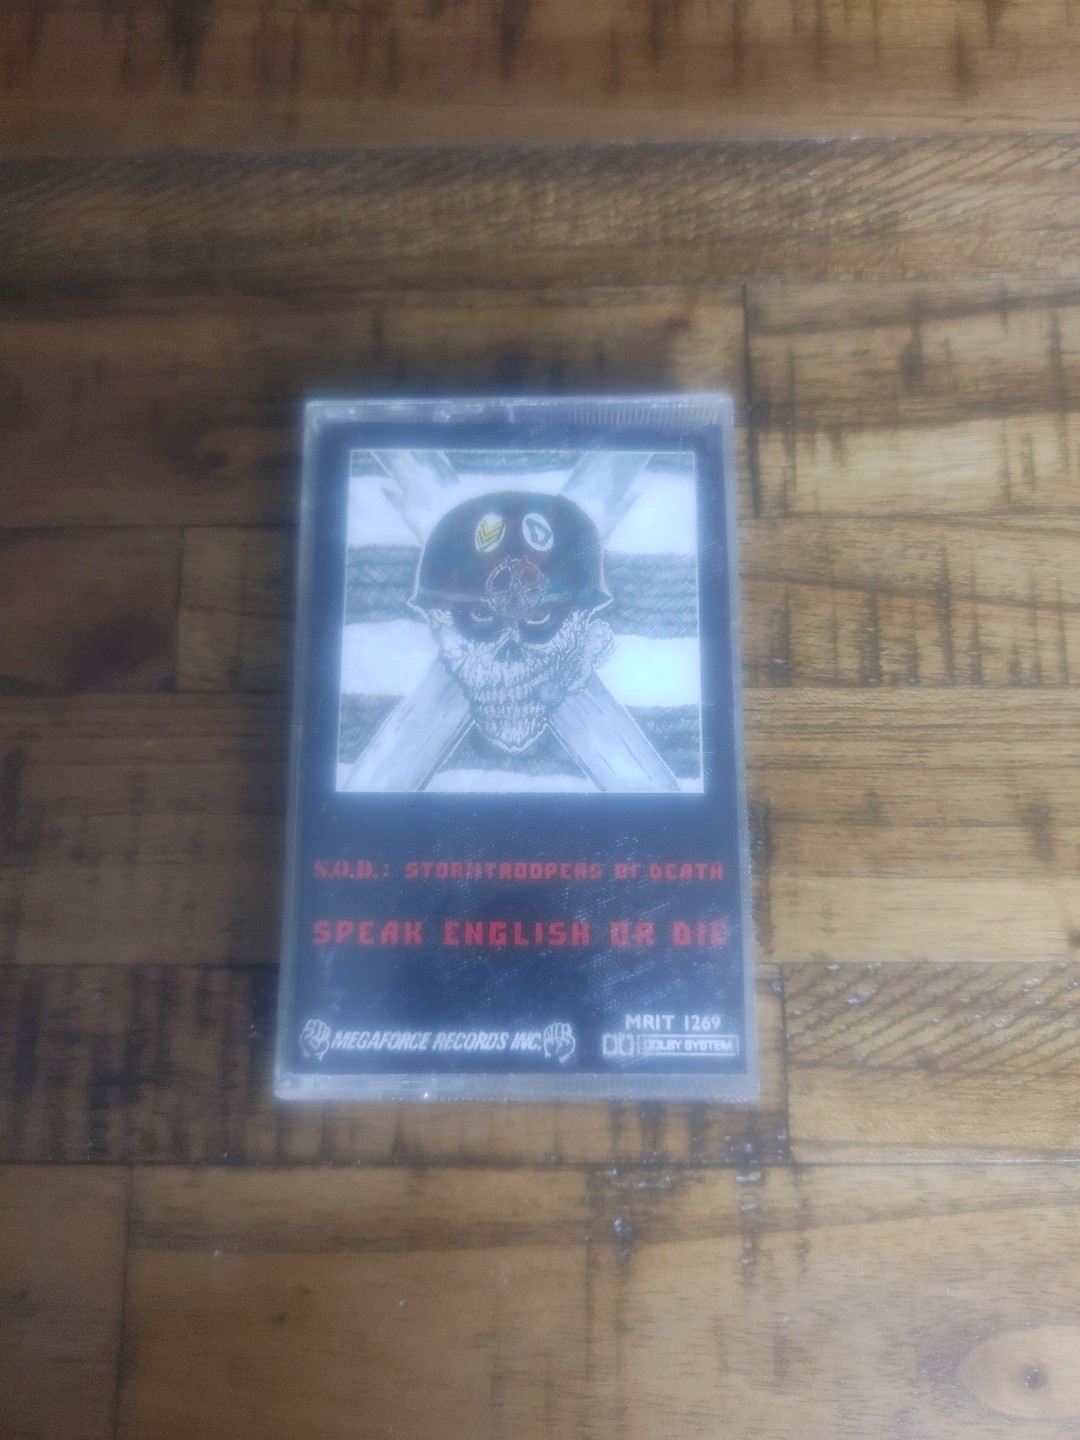 S.O.D.: STORMTROOPERS OF DEATH
SPEAK ENGLISH OR DIE
MRIT 1269
MEGAFORCE RECORDS INC.
DOLBY SYSTEM